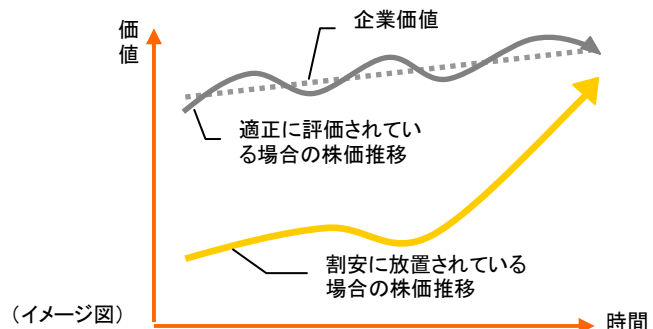 価
値
企業価値
適正に評価されてい
る場合の株価推移
割安に放置されている
場合の株価推移
（イメージ図）
時間